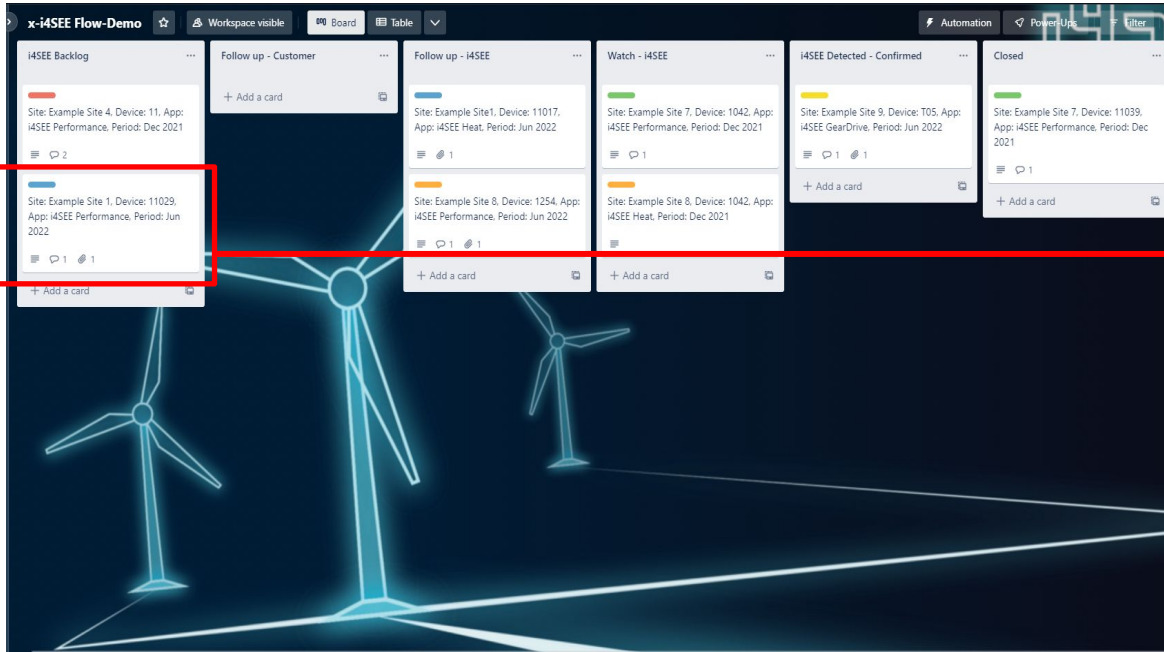 x-i4SEE Flow-Demo
Workspace visible
Board
Table
Automation
Power-Ups
Filter
i4SEE Backlog
Site: Example Site 4, Device: 11, App:
i4SEE Performance, Period: Dec 2021
2
Site: Example Site 1, Device: 11029,
App: i4SEE Performance, Period: Jun
2022
1 1
+ Add a card
Follow up - Customer
+ Add a card
Follow up - i4SEE
Site: Example Site1, Device: 11017,
App: i4SEE Heat, Period: Jun 2022
1
Site: Example Site 8, Device: 1254, App:
i4SEE Performance, Period: Jun 2022
1 1
+ Add a card
Watch - i4SEE
Site: Example Site 7, Device: 1042, App:
i4SEE Performance, Period: Dec 2021
1
Site: Example Site 8, Device: 1042, App:
i4SEE Heat, Period: Dec 2021
+ Add a card
i4SEE Detected - Confirmed
Site: Example Site 9, Device: T05, App:
i4SEE GearDrive, Period: Jun 2022
1 1
+ Add a card
Closed
Site: Example Site 7, Device: 11039,
App: i4SEE Performance, Period: Dec
2021
1
+ Add a card